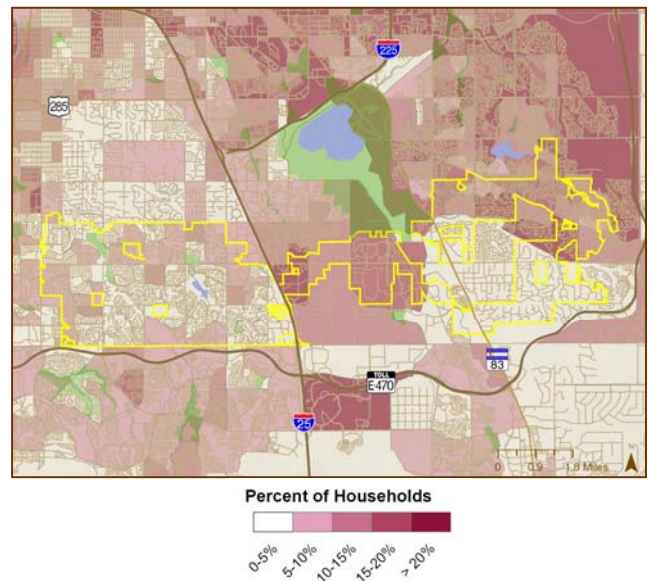 225
285
TOLL
E-470
83
25
N
0 0.9 1.8 Miles
Percent of Households
0-5% 5-10% 10-15% 15-20% > 20%